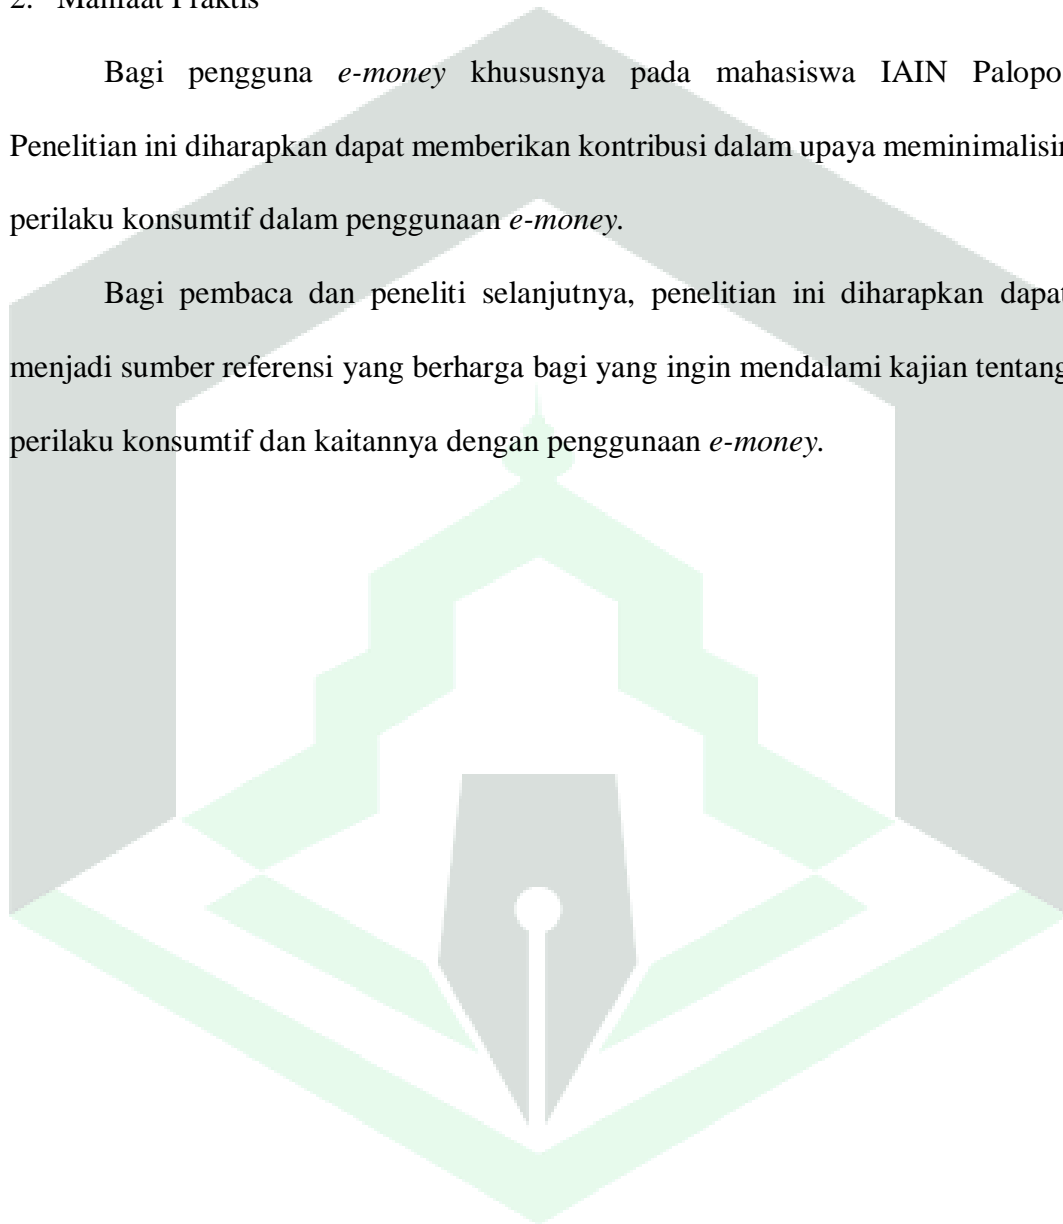 2. Manfaat Praktis
Bagi pengguna e-money khususnya pada mahasiswa IAIN Palopo
Penelitian ini diharapkan dapat memberikan kontribusi dalam upaya meminimalisir
perilaku konsumtif dalam penggunaan e-money.
Bagi pembaca dan peneliti selanjutnya, penelitian ini diharapkan dapat
menjadi sumber referensi yang berharga bagi yang ingin mendalami kajian tentang
perilaku konsumtif dan kaitannya dengan penggunaan e-money.